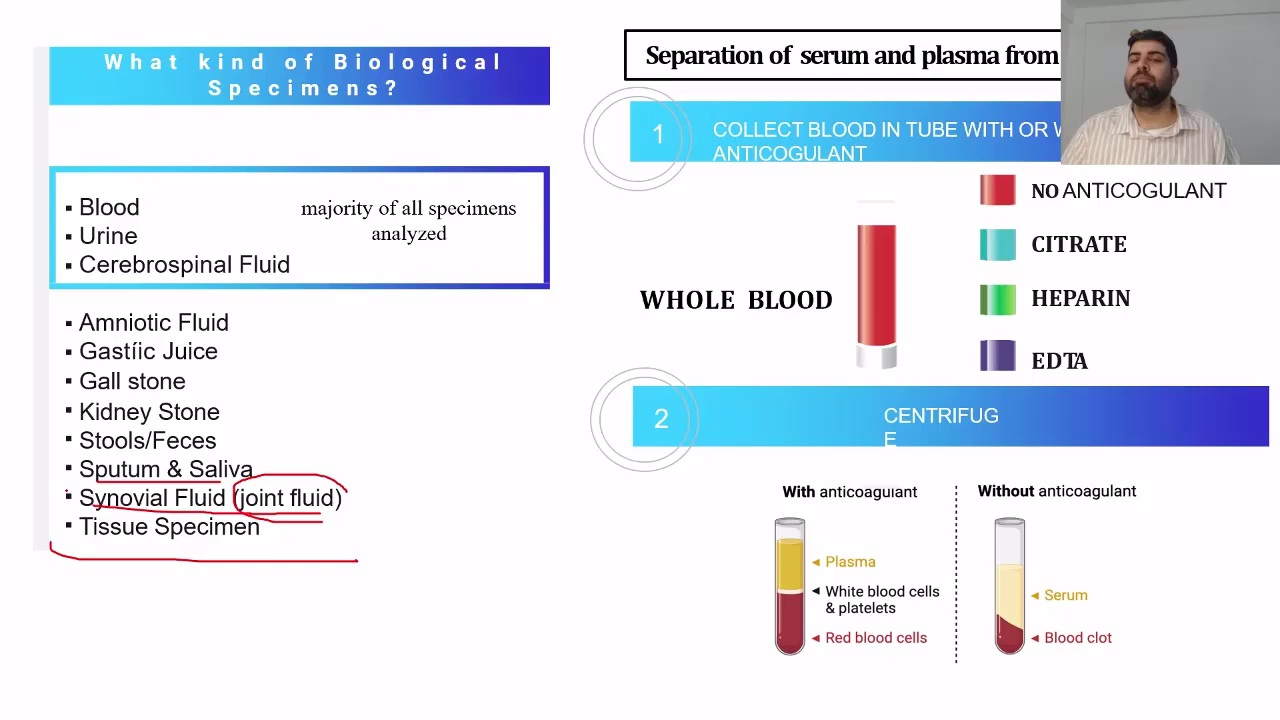 What kind of Biological
Specimens?
▪ Blood
▪ Urine
▪ Cerebrospinal Fluid
majority of all specimens
analyzed
▪ Amniotic Fluid
▪ Gastíic Juice
▪ Gall stone
▪ Kidney Stone
▪ Stools/Feces
▪ Sputum & Saliva
▪ Synovial Fluid (joint fluid)
▪ Tissue Specimen
Separation of serum and plasma from
1
COLLECT BLOOD IN TUBE WITH OR
ANTICOGULANT
WHOLE BLOOD
NO ANTICOGULANT
CITRATE
HEPARIN
EDTA
2
CENTRIFUG
E
With anticoagulant
Plasma
White blood cells
& platelets
Red blood cells
Without anticoagulant
Serum
Blood clot